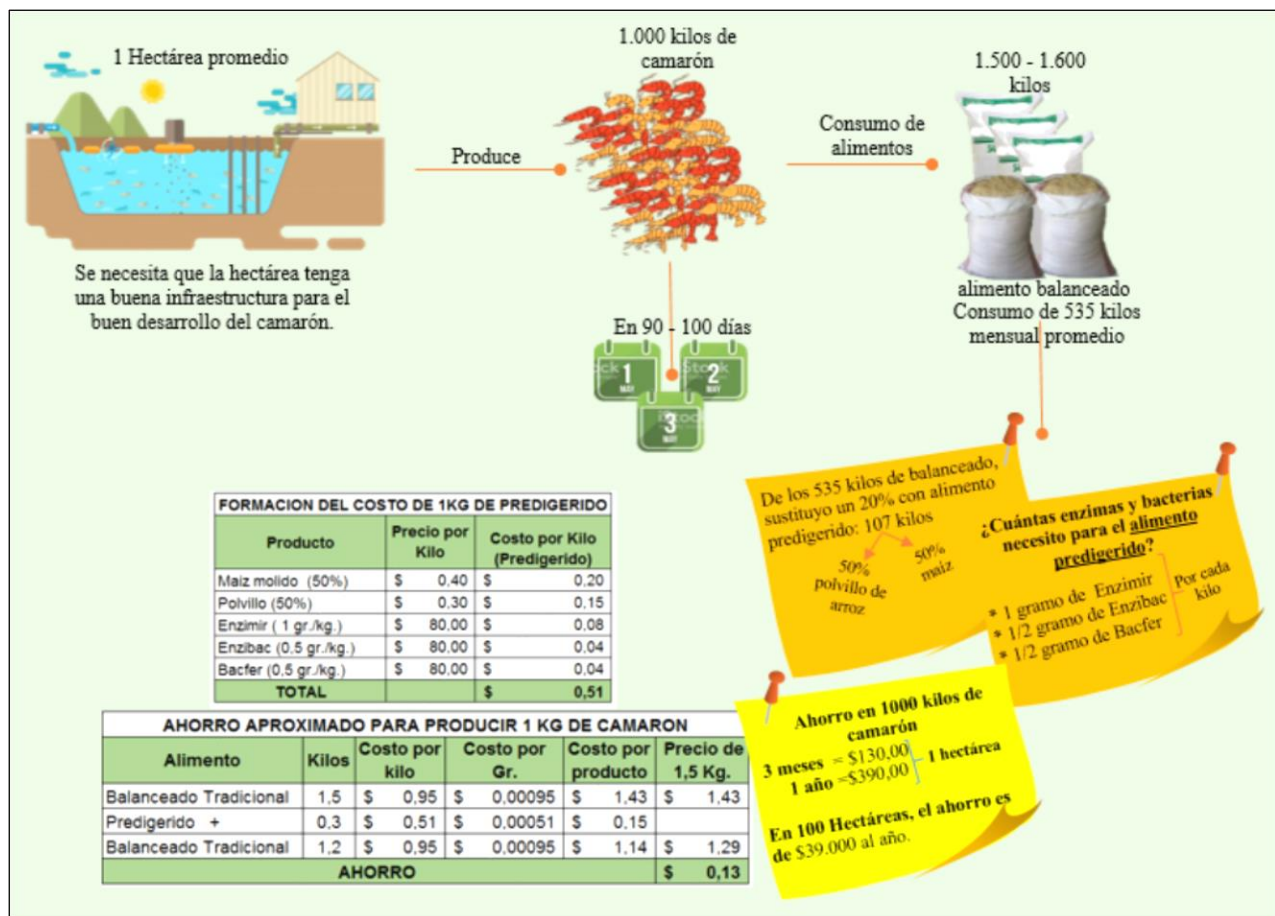 1 Hectárea promedio
Se necesita que la hectárea tenga
una buena infraestructura para el
buen desarrollo del camarón.
Produce
1.000 kilos de
camarón
Consumo de
alimentos
1.500 - 1.600
kilos
alimento balanceado
Consumo de 535 kilos
mensual promedio
En 90 - 100 días
1
MAY
2
MAY
3
MAY
De los 535 kilos de balanceado,
sustituyo un 20% con alimento
predigerido: 107 kilos
50%
polvillo de
arroz
50%
maiz
¿Cuántas enzimas y bacterias
necesito para el alimento
predigerido?
* 1 gramo de Enzimir
* 1/2 gramo de Enzibac
* 1/2 gramo de Bacfer
Por cada
kilo
FORMACION DEL COSTO DE 1KG DE PREDIGERIDO
Producto Precio por Kilo Costo por Kilo (Predigerido)
Maiz molido (50%) $ 0,40 $ 0,20
Polvillo (50%) $ 0,30 $ 0,15
Enzimir ( 1 gr./kg.) $ 80,00 $ 0,08
Enzibac (0,5 gr./kg.) $ 80,00 $ 0,04
Bacfer (0,5 gr./kg.) $ 80,00 $ 0,04
TOTAL $ 0,51
AHORRO APROXIMADO PARA PRODUCIR 1 KG DE CAMARON
Alimento Kilos Costo por kilo Costo por Gr. Costo por producto Precio de 1,5 Kg.
Balanceado Tradicional 1,5 $ 0,95 $ 0,00095 $ 1,43 $ 1,43
Predigerido + 0,3 $ 0,51 $ 0,00051 $ 0,15
Balanceado Tradicional 1,2 $ 0,95 $ 0,00095 $ 1,14 $ 1,29
AHORRO $ 0,13
Ahorro en 1000 kilos de
camarón
3 meses = $130,00
1 año =$390,00
1 hectárea
En 100 Hectáreas, el ahorro es
de $39.000 al año.